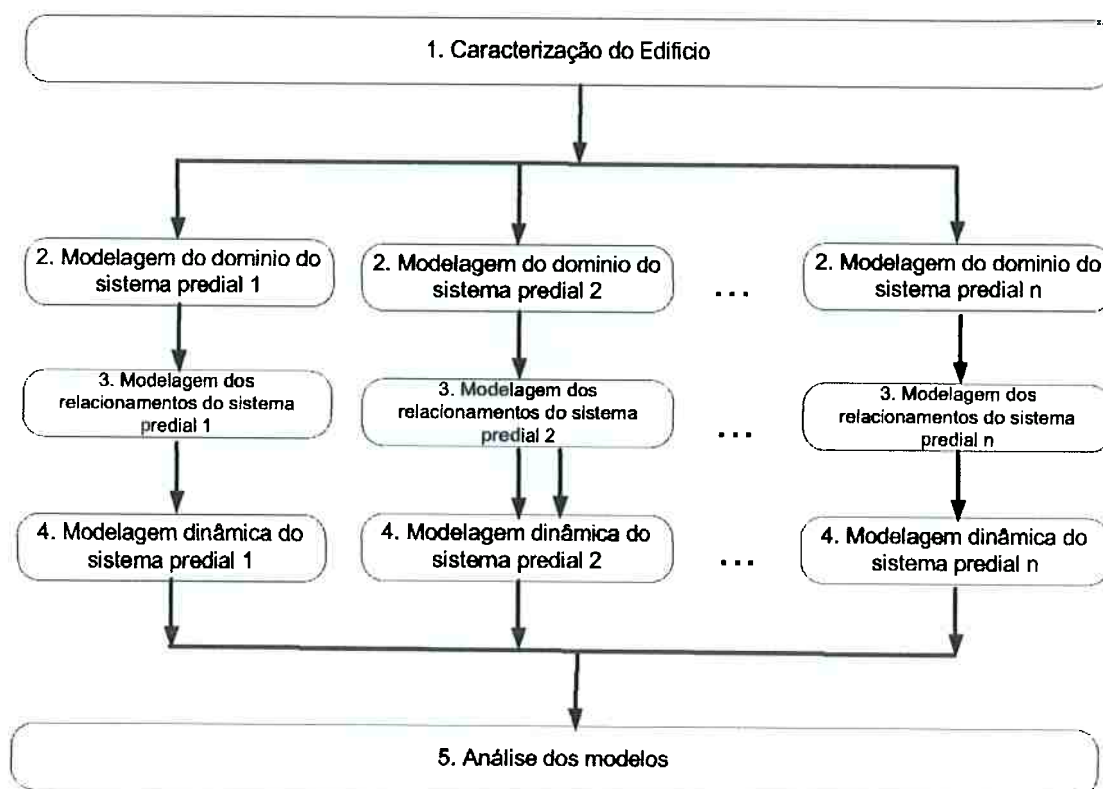 1. Caracterização do Edificio
2. Modelagem do dominio do
sistema predial 1
2. Modelagem do dominio do
sistema predial 2
...
2. Modelagem do dominio do
sistema predial n
3. Modelagem dos
relacionamentos do sistema
predial 1
3. Modelagem dos
relacionamentos do sistema
predial 2
...
3. Modelagem dos
relacionamentos do sistema
predial n
4. Modelagem dinâmica do
sistema predial 1
4. Modelagem dinâmica do
sistema predial 2
...
4. Modelagem dinâmica do
sistema predial n
5. Análise dos modelos